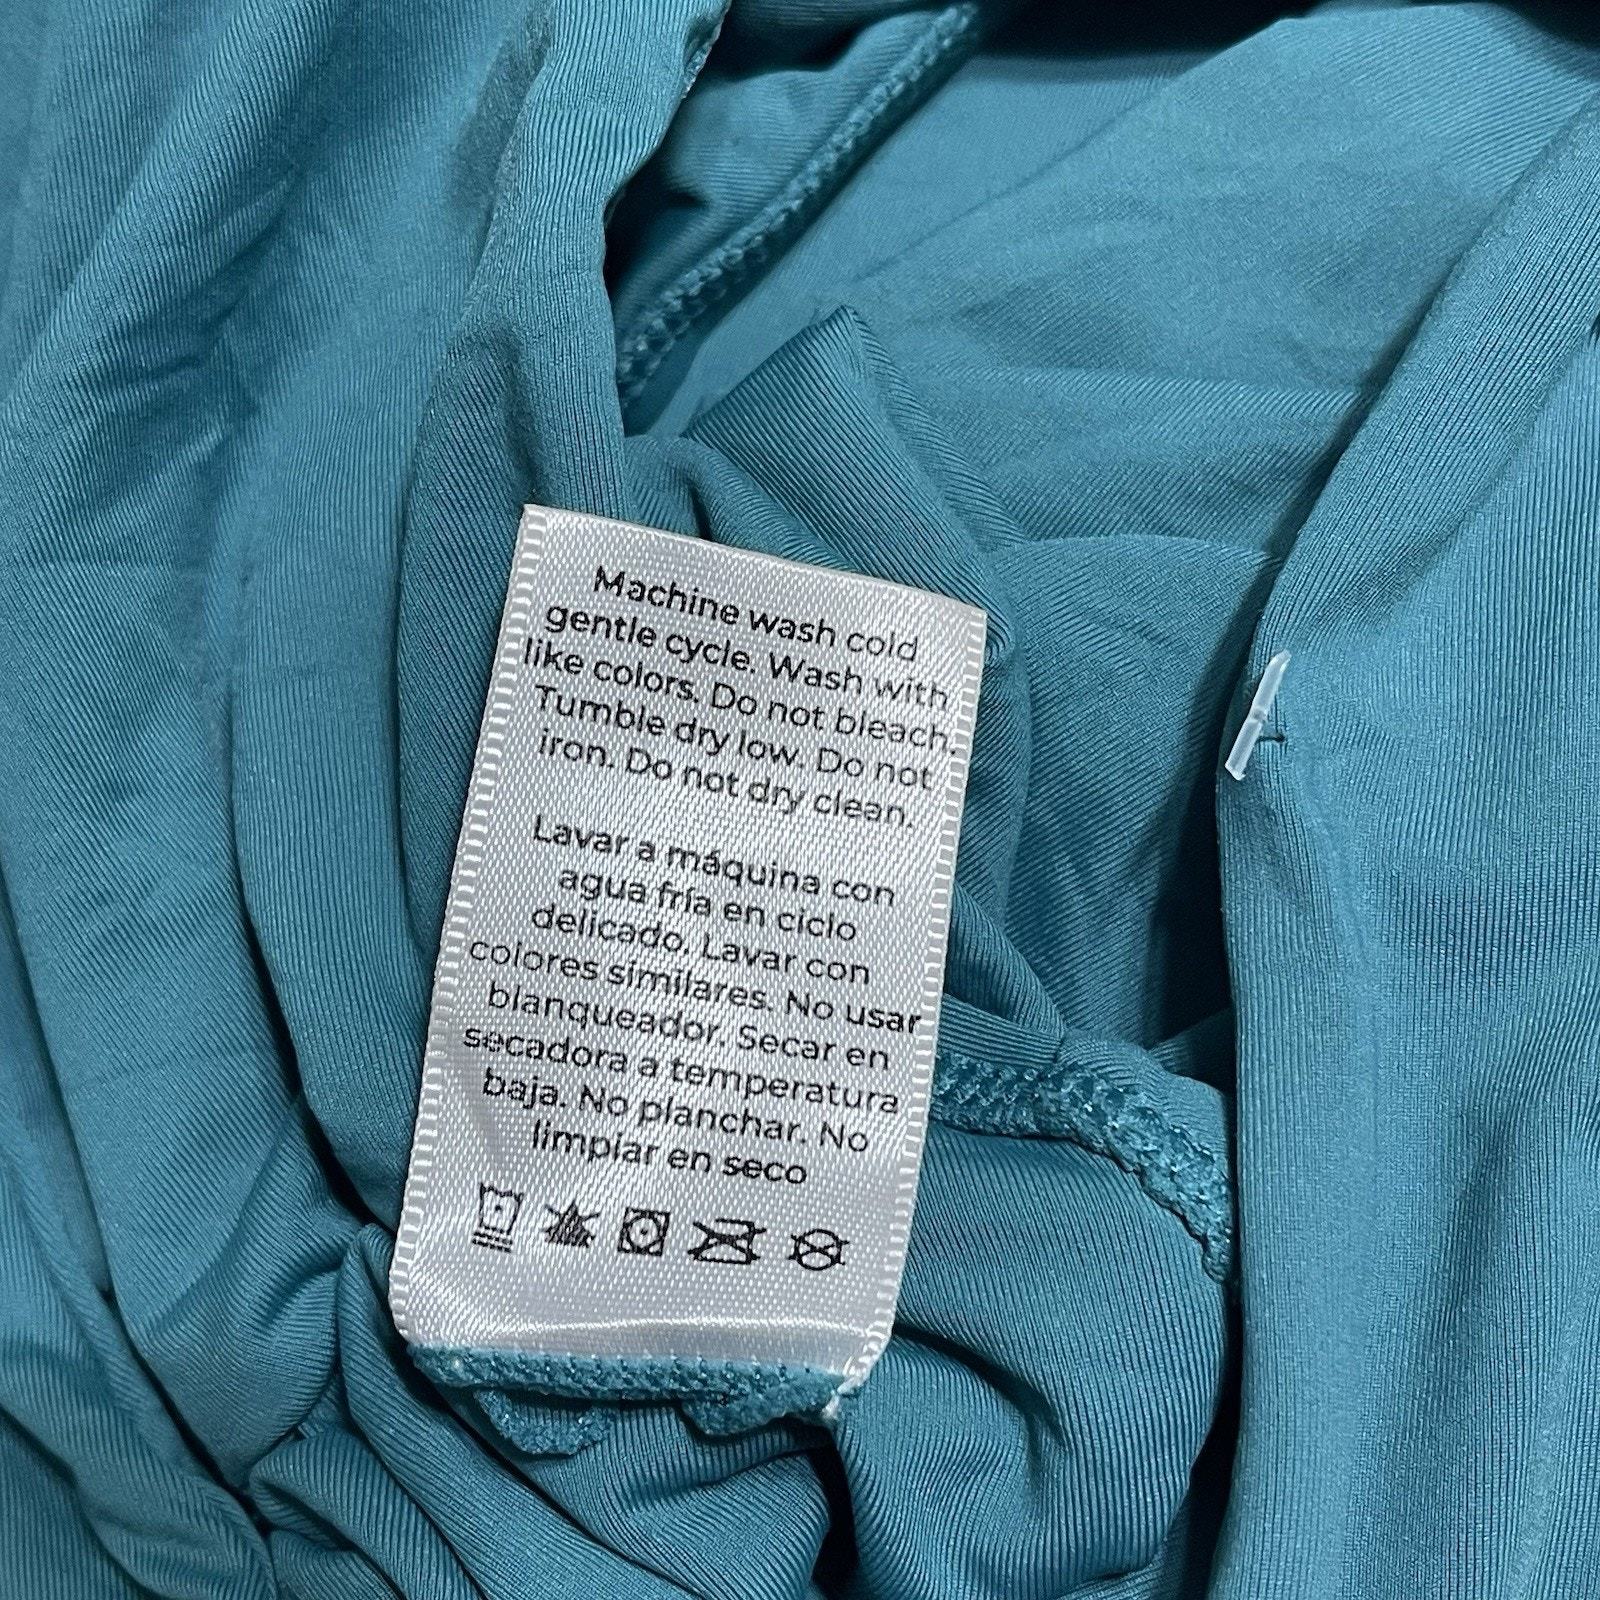 Machine wash cold
gentle cycle. Wash with
like colors. Do not bleach.
Tumble dry low. Do not
iron. Do not dry clean.
Lavar a máquina con
agua fría en ciclo
delicado. Lavar con
colores similares. No usar
blanqueador. Secar en
secadora a temperatura
baja. No planchar. No
limpiar en seco